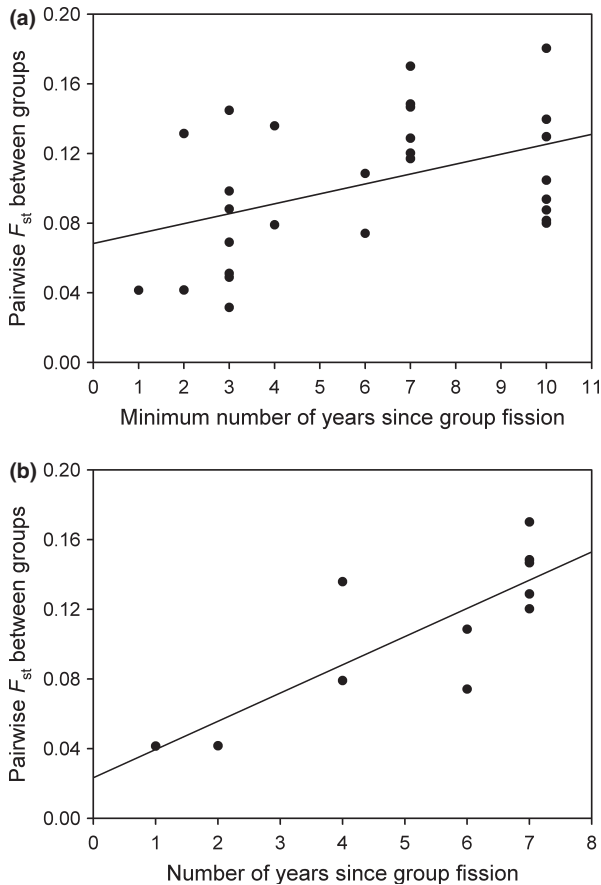 (a)
Pairwise Fst between groups
0.20
0.16
0.12
0.08
0.04
0.00
0 1 2 3 4 5 6 7 8 9 10 11
Minimum number of years since group fission
(b)
Pairwise Fst between groups
0.20
0.16
0.12
0.08
0.04
0.00
0 1 2 3 4 5 6 7 8
Number of years since group fission